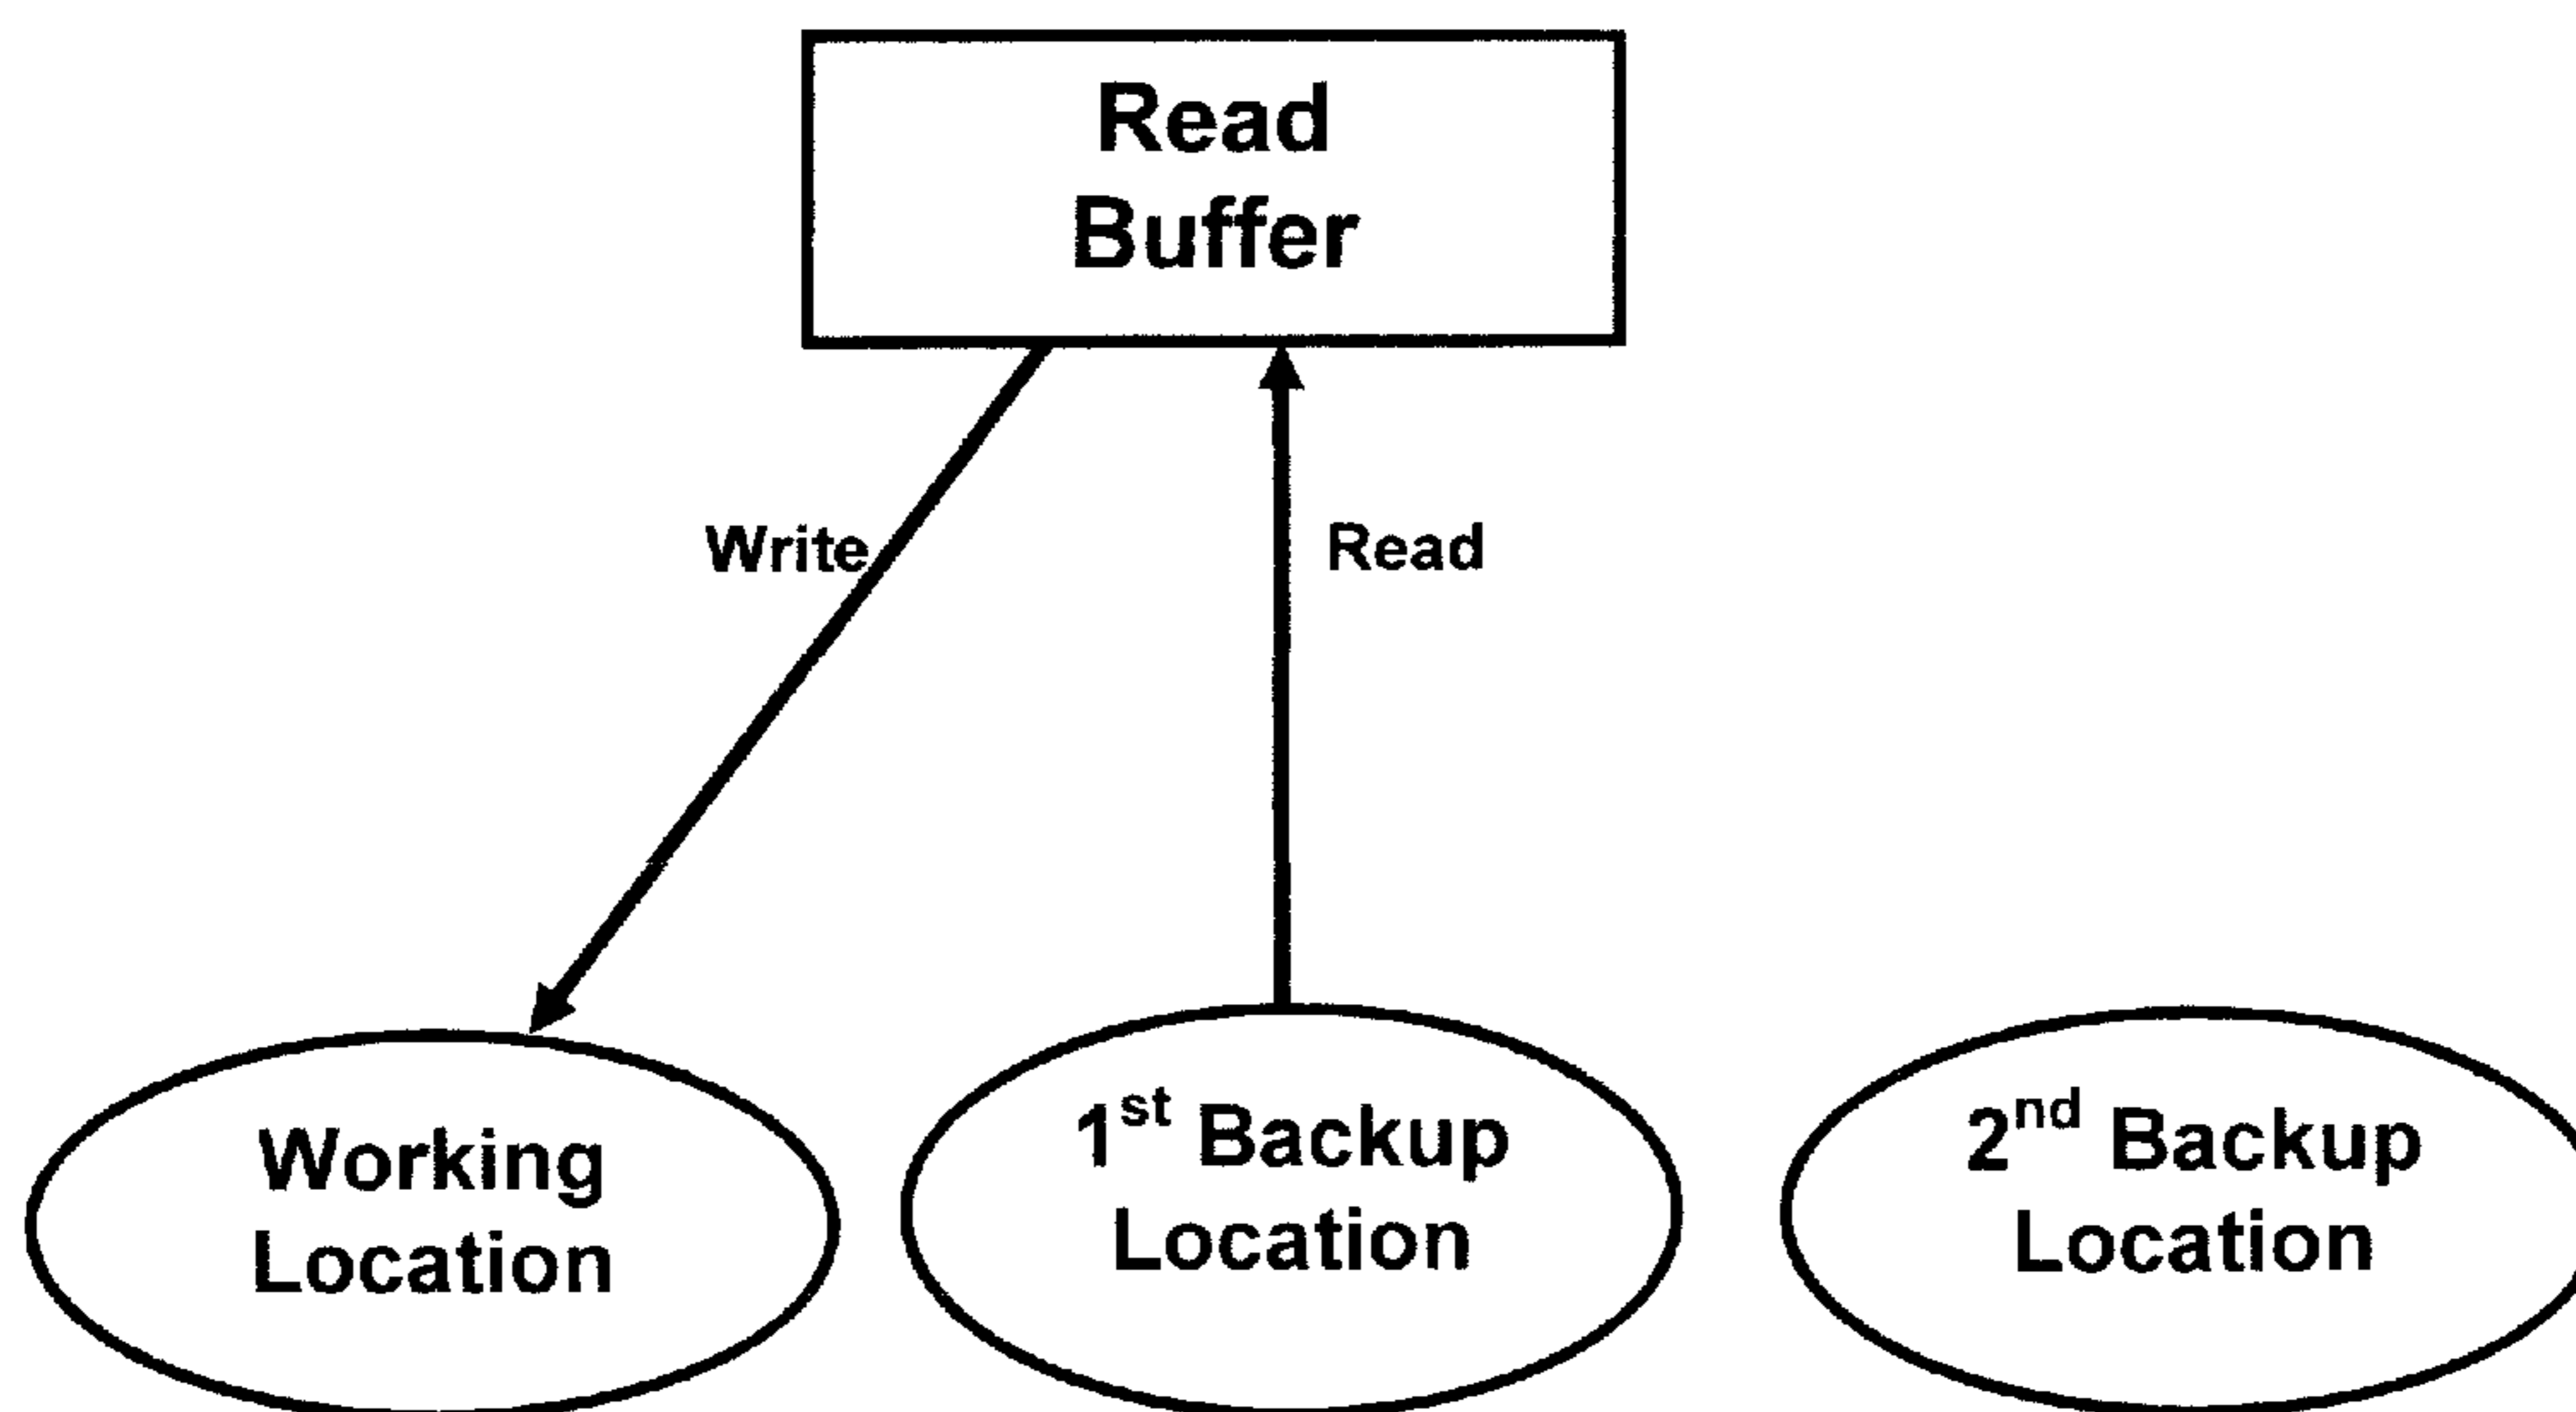 Read
Buffer
Write
Read
Working
Location
1st Backup
Location
2nd Backup
Location